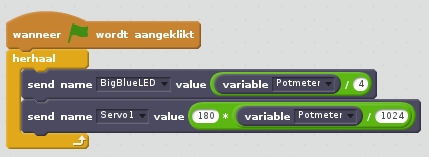 wanneer wordt aangeklikt
herhaal
send name BigBlueLED value variable Potmeter / 4
send name Servo1 value 180 * variable Potmeter / 1024